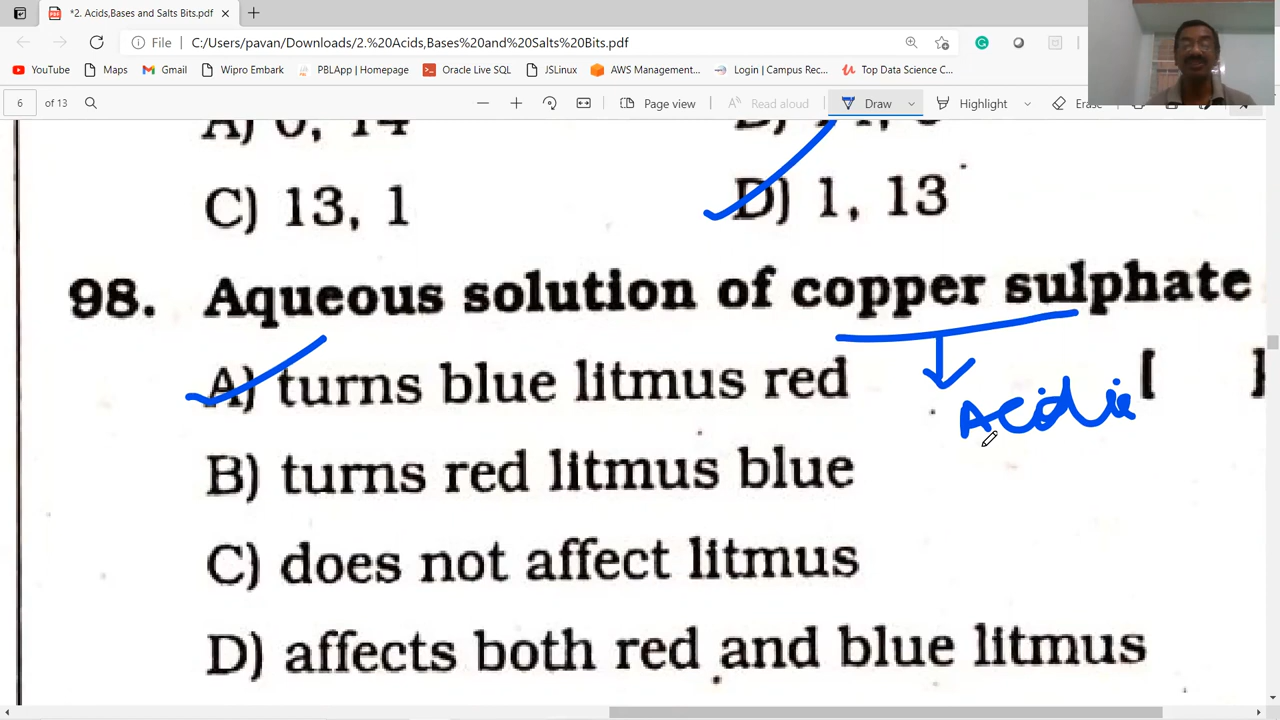 *2. Acids,Bases and Salts Bits.pdf
File C:/Users/pavan/Downloads/2.%20Acids,Bases%20and%20Salts%20Bits.pdf
YouTube Maps Gmail Wipro Embark PBLApp | Homepage Oracle Live SQL JSLinux AWS Management... Login | Campus Rec... Top Data Science C...
6 of 13 Page view Read aloud Draw Highlight Erase
A) 0, 14
C) 13, 1 D) 1, 13
98. Aqueous solution of copper sulphate
A) turns blue litmus red [ ]
Acidic
B) turns red litmus blue
C) does not affect litmus
D) affects both red and blue litmus